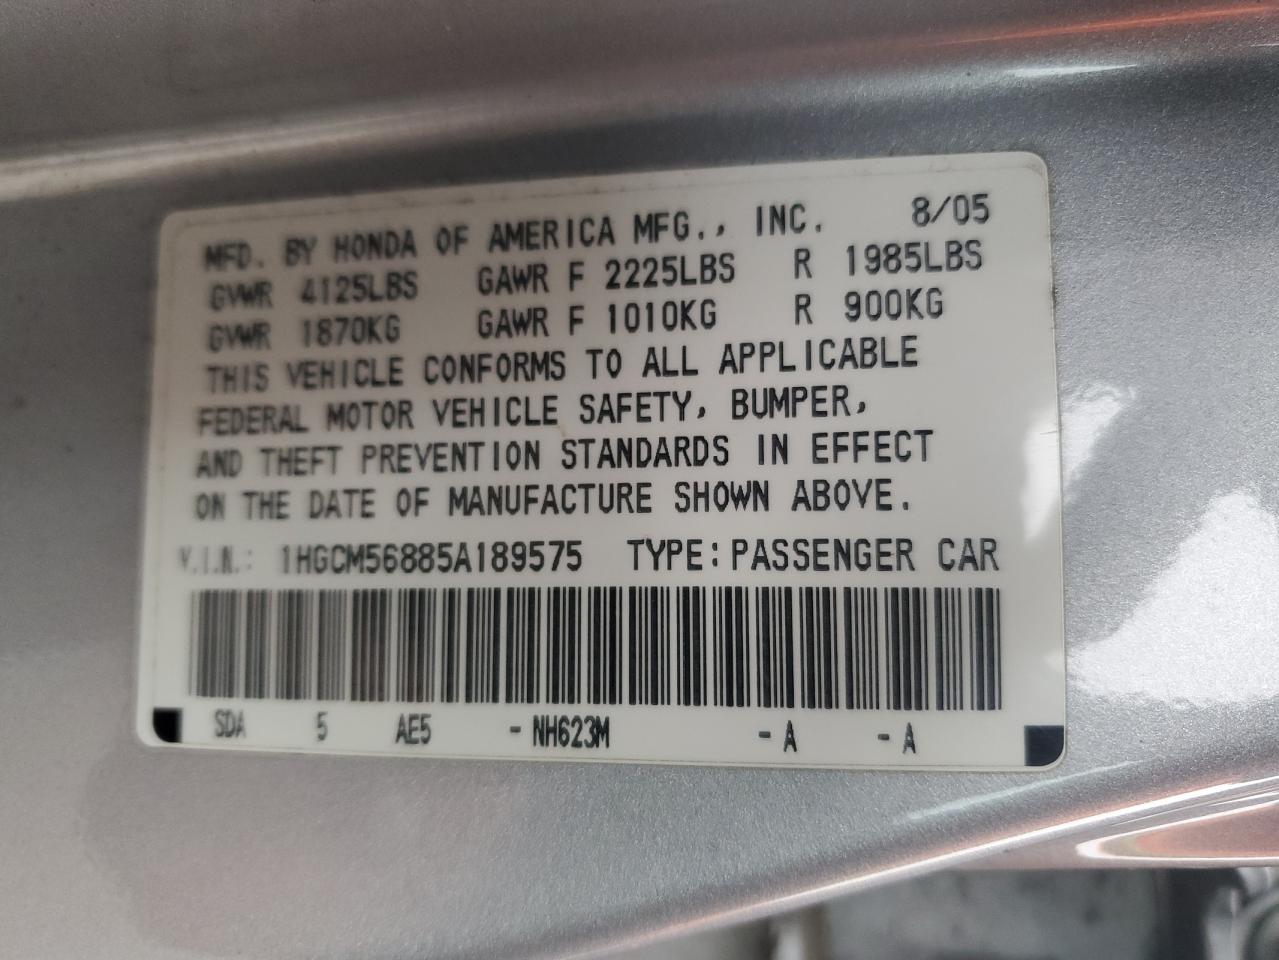 MFD. BY HONDA OF AMERICA MFG., INC. 8/05
GVWR 4125LBS GAWR F 2225LBS R 1985LBS
GVWR 1870KG GAWR F 1010KG R 900KG
THIS VEHICLE CONFORMS TO ALL APPLICABLE
FEDERAL MOTOR VEHICLE SAFETY, BUMPER,
AND THEFT PREVENTION STANDARDS IN EFFECT
ON THE DATE OF MANUFACTURE SHOWN ABOVE.
V.I.N.: 1HGCM56885A189575 TYPE: PASSENGER CAR
SDA 5 AE5 - NH623M - A - A